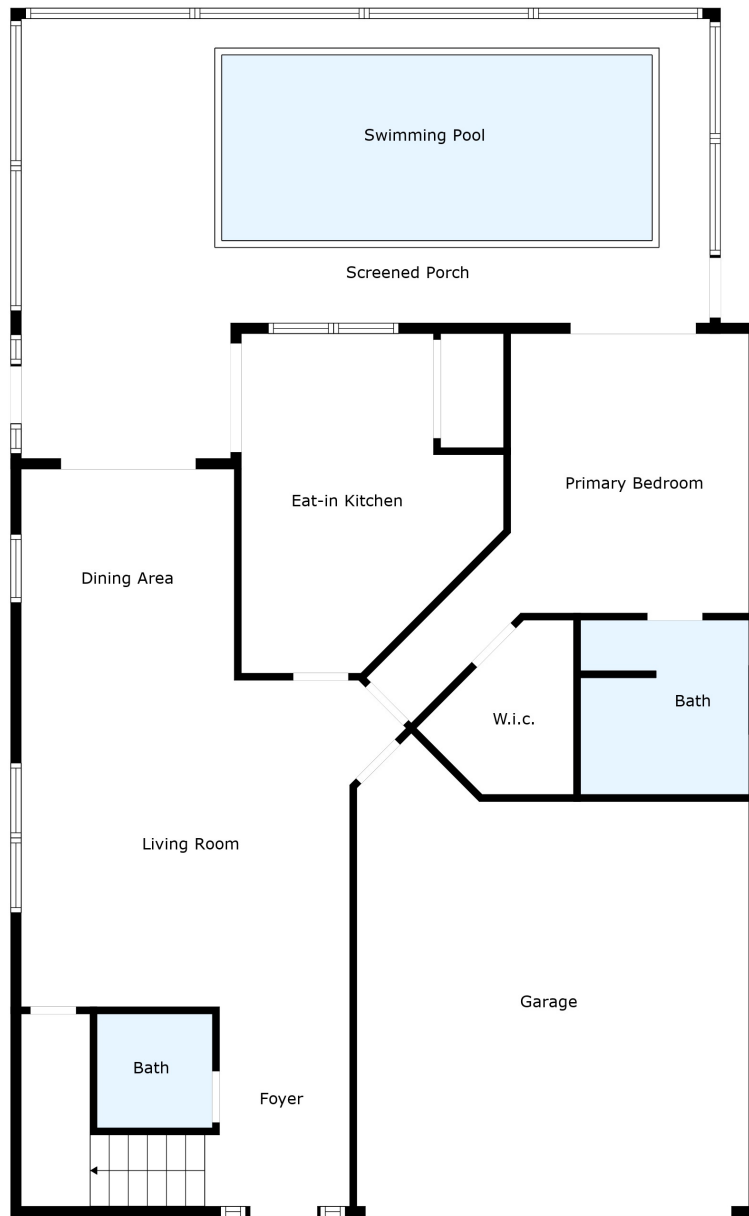 Swimming Pool
Screened Porch
Primary Bedroom
Eat-in Kitchen
Dining Area
Bath
W.i.c.
Living Room
Garage
Bath
Foyer